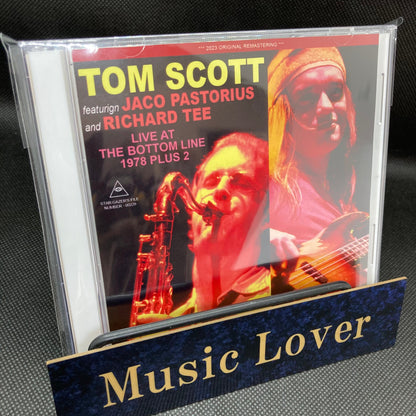 *** 2023 ORIGINAL REMASTERING ***
TOM SCOTT
featurign JACO PASTORIUS
and RICHARD TEE
LIVE AT
THE BOTTOM LINE
1978 PLUS 2
STARGAZERS FILE
Music Lover